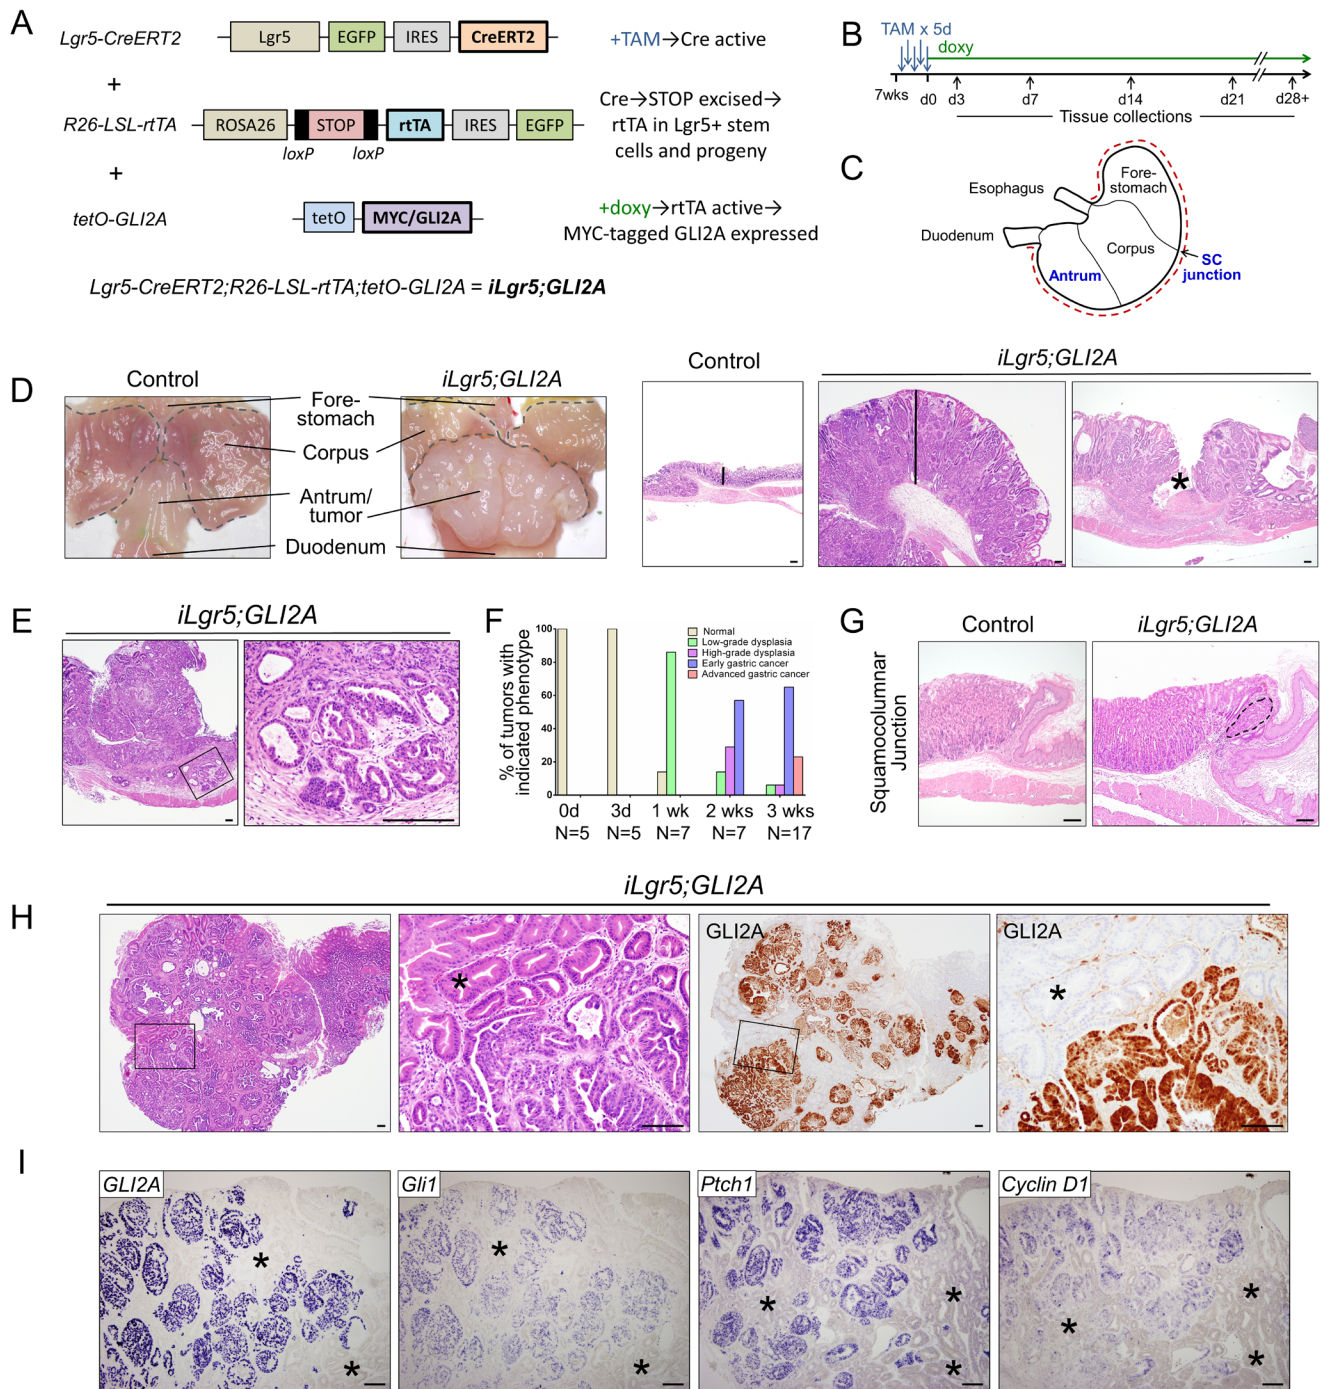 A
Lgr5-CreERT2
Lgr5
EGFP
IRES
CreERT2
+TAM→Cre active
+
R26-LSL-rtTA
ROSA26
STOP
rtTA
IRES
EGFP
loxP
loxP
Cre→STOP excised→
rtTA in Lgr5+ stem
cells and progeny
+
tetO-GLI2A
tetO
MYC/GLI2A
+doxy→rtTA active→
MYC-tagged GLI2A expressed
Lgr5-CreERT2;R26-LSL-rtTA;tetO-GLI2A = iLgr5;GLI2A
B
TAM x 5d
doxy
7wks
d0
d3
d7
d14
d21
d28+
Tissue collections
C
Esophagus
Fore-
stomach
Duodenum
Corpus
Antrum
SC
junction
D
Control
iLgr5;GLI2A
Fore-
stomach
Corpus
Antrum/
tumor
Duodenum
Control
iLgr5;GLI2A
*
E
iLgr5;GLI2A
F
% of tumors with
indicated phenotype
100
80
60
40
20
0
Normal
Low-grade dysplasia
High-grade dysplasia
Early gastric cancer
Advanced gastric cancer
0d
3d
1 wk
2 wks
3 wks
N=5
N=5
N=7
N=7
N=17
G
Control
iLgr5;GLI2A
Squamocolumnar
Junction
H
iLgr5;GLI2A
*
GLI2A
GLI2A
*
I
GLI2A
*
*
Gli1
*
*
Ptch1
*
*
*
Cyclin D1
*
*
*